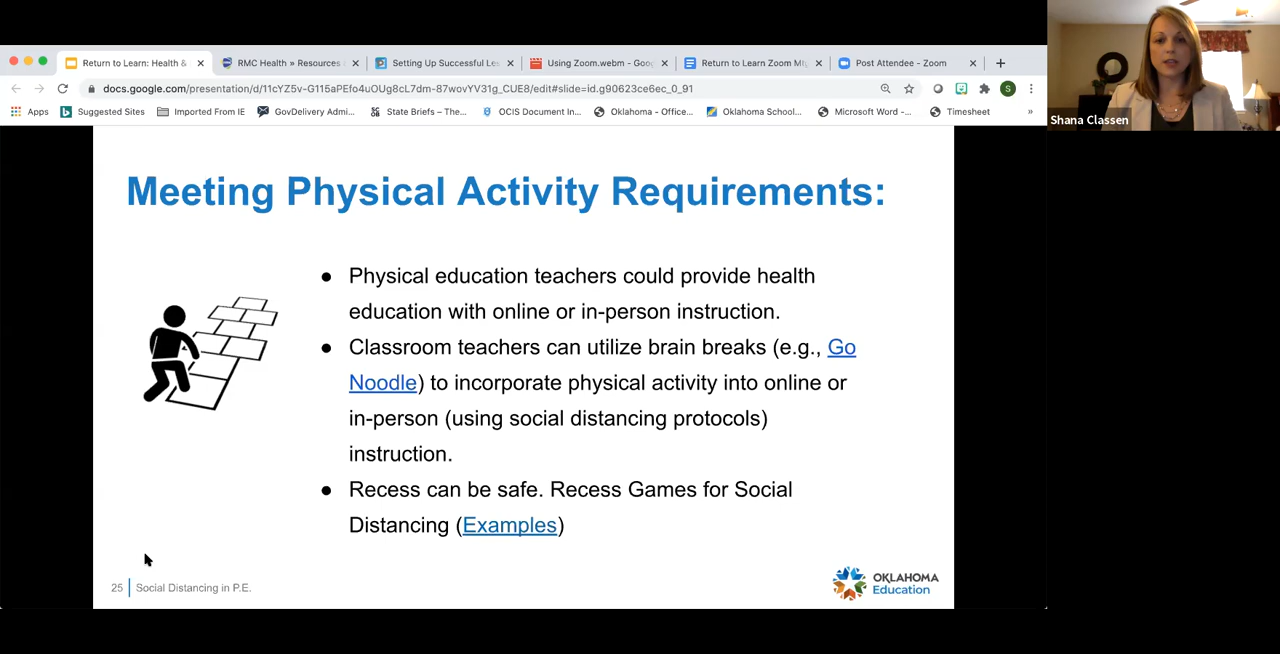 Return to Learn: Health &
RMC Health » Resources
Setting Up Successful Les
Using Zoom.webm - Goog
Return to Learn Zoom Mtg
Post Attendee - Zoom
docs.google.com/presentation/d/11cYZ5v-G115aPEfo4uOUg8cL7dm-87wovYV31g_CUE8/edit#slide=id.g90623ce6ec_0_91
S
Apps
Suggested Sites
Imported From IE
GovDelivery Admi...
State Briefs – The...
OCIS Document In...
Oklahoma - Office...
Oklahoma School...
Microsoft Word -...
Timesheet
»
Shana Classen
Meeting Physical Activity Requirements:
● Physical education teachers could provide health
education with online or in-person instruction.
● Classroom teachers can utilize brain breaks (e.g., Go
Noodle) to incorporate physical activity into online or
in-person (using social distancing protocols)
instruction.
● Recess can be safe. Recess Games for Social
Distancing (Examples)
25 Social Distancing in P.E.
OKLAHOMA
Education